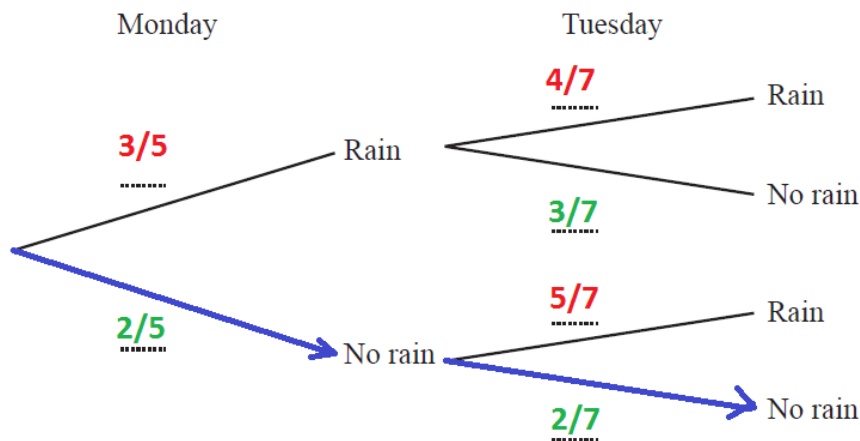 Monday
Tuesday
4/7
Rain
3/5
Rain
No rain
3/7
5/7
Rain
2/5
No rain
No rain
2/7